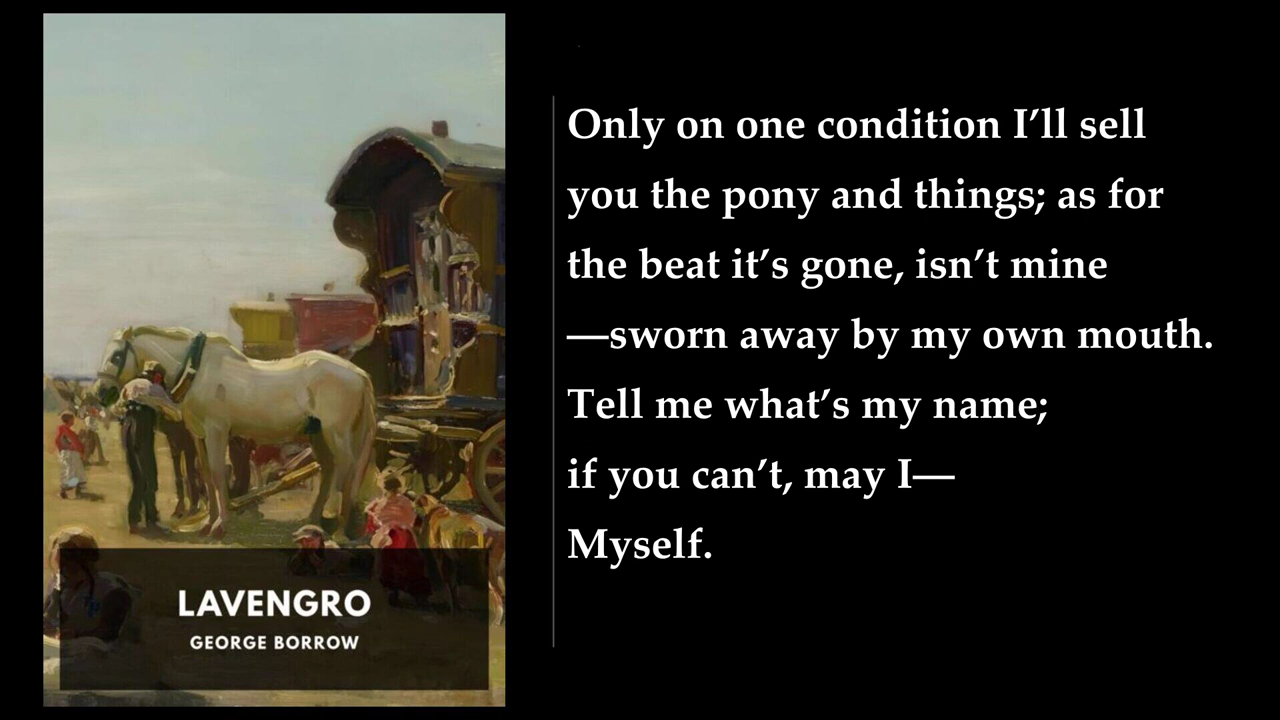 LAVENGRO
GEORGE BORROW
Only on one condition I’ll sell
you the pony and things; as for
the beat it’s gone, isn’t mine
—sworn away by my own mouth.
Tell me what’s my name;
if you can’t, may I—
Myself.